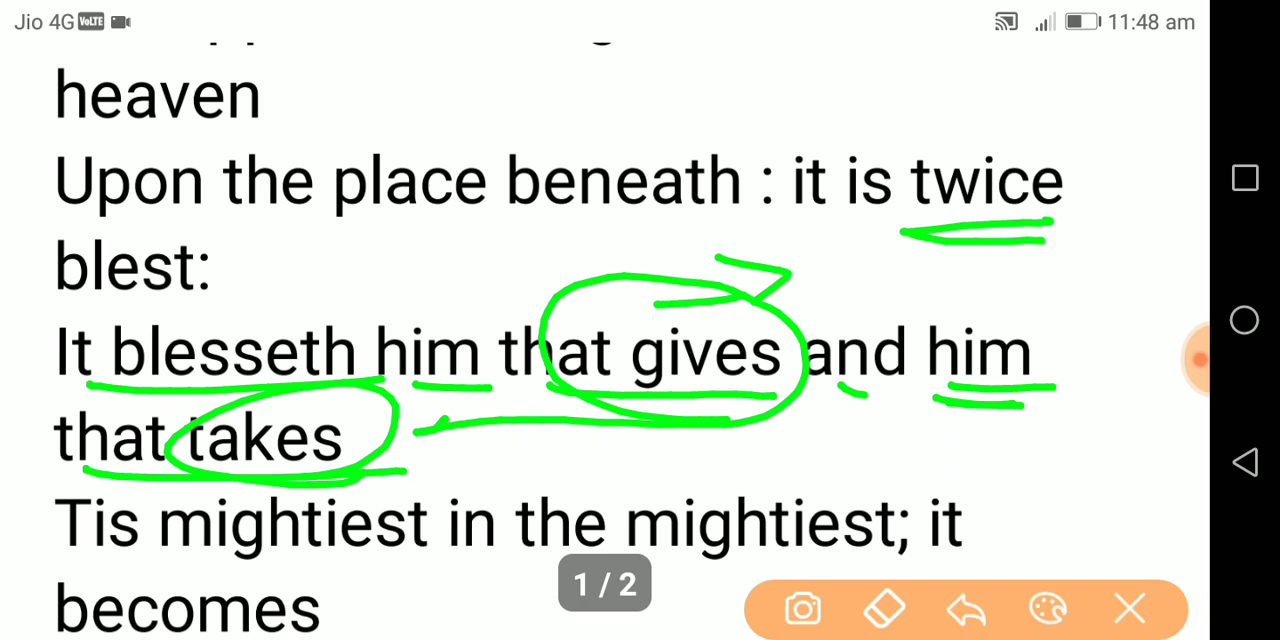 Jio 4G VoLTE 11:48 am
heaven
Upon the place beneath : it is twice
blest:
It blesseth him that gives and him
that takes
Tis mightiest in the mightiest; it
becomes
1 / 2